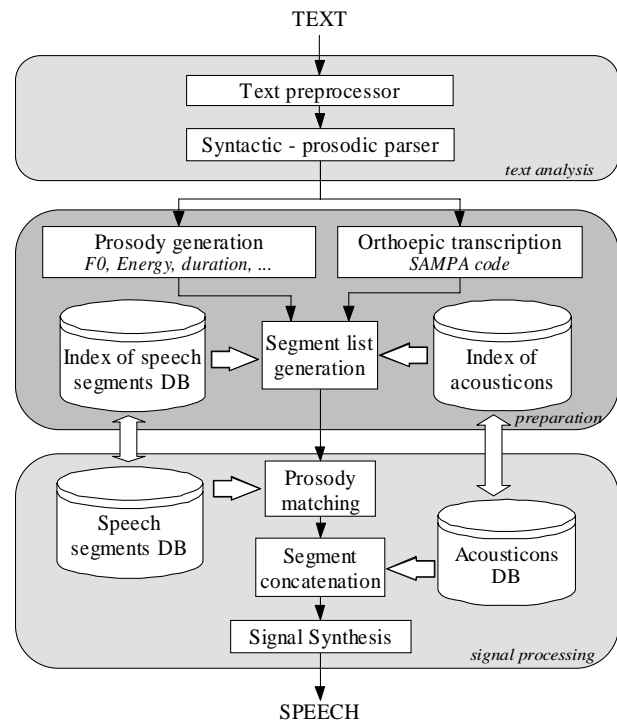 TEXT
Text preprocessor
Syntactic - prosodic parser
text analysis
Prosody generation
F0, Energy, duration, ...
Orthoepic transcription
SAMPA code
Index of speech
segments DB
Segment list
generation
Index of
acousticons
preparation
Speech
segments DB
Prosody
matching
Segment
concatenation
Acousticons
DB
Signal Synthesis
signal processing
SPEECH